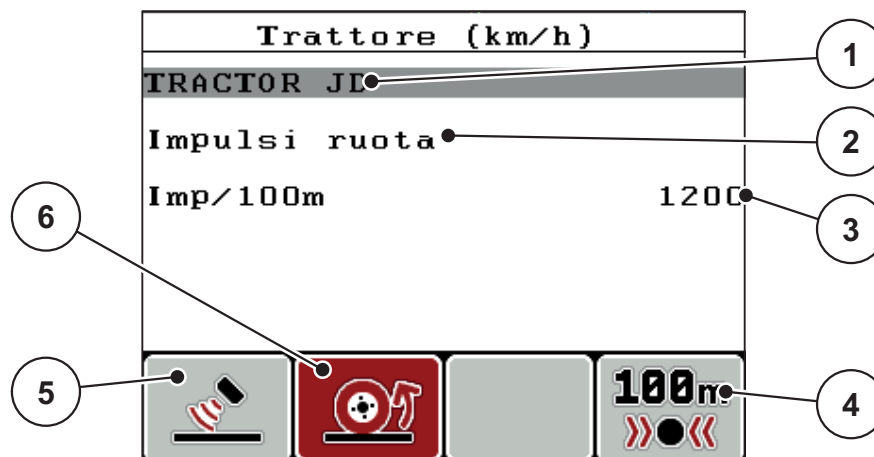 Trattore (km/h)
TRACTOR JD
Impulsi ruota
Imp/100m 1200
100m
1
2
3
4
5
6